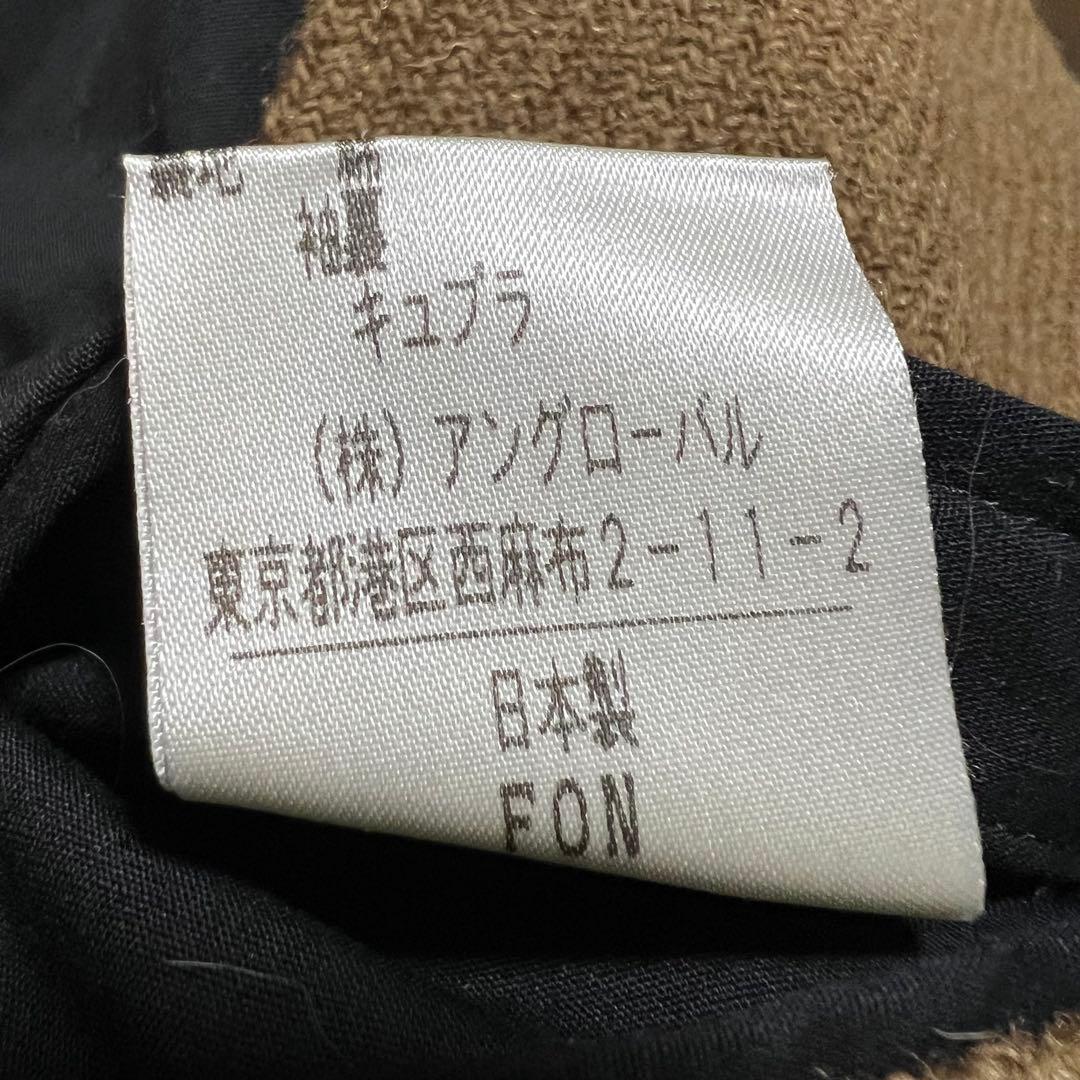 袖裏
キュプラ
(株)アングローバル
東京都港区西麻布2-11-2
日本製
FON